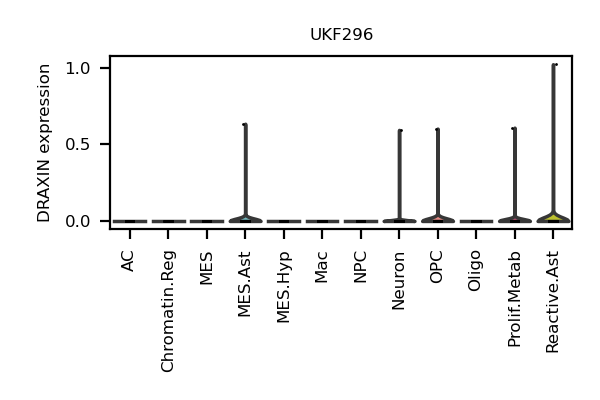 UKF296
DRAXIN expression
1.0
0.5
0.0
AC
Chromatin.Reg
MES
MES.Ast
MES.Hyp
Mac
NPC
Neuron
OPC
Oligo
Prolif.Metab
Reactive.Ast